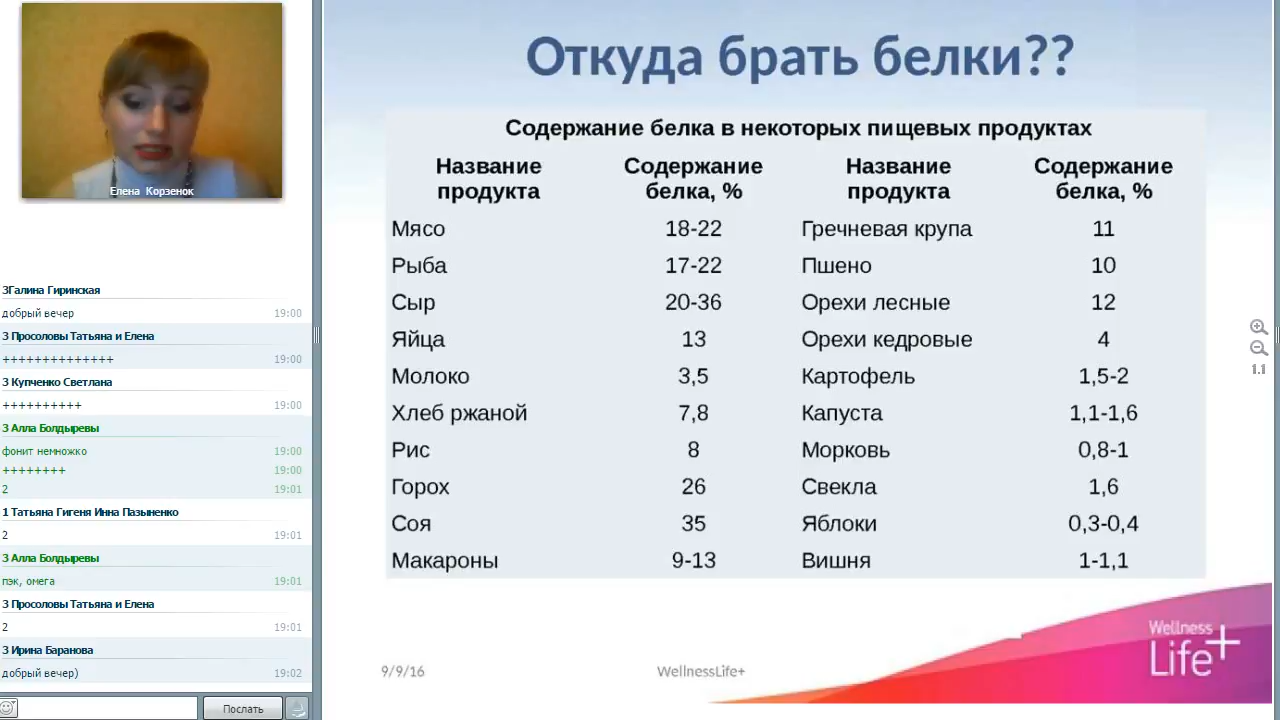 Елена Корзенок
3Галина Гиринская
добрый вечер 19:00
3 Просоловы Татьяна и Елена
++++++++++++++ 19:00
3 Купченко Светлана
++++++++++ 19:00
3 Алла Болдыревы
фонит немножко 19:00
++++++++ 19:00
2 19:01
1 Татьяна Гигеня Инна Пазыненко
2 19:01
3 Алла Болдыревы
пэк, омега 19:01
3 Просоловы Татьяна и Елена
2 19:01
3 Ирина Баранова
добрый вечер) 19:02
Послать
Откуда брать белки??
Содержание белка в некоторых пищевых продуктах
Название Содержание Название Содержание
продукта белка, % продукта белка, %
Мясо 18-22 Гречневая крупа 11
Рыба 17-22 Пшено 10
Сыр 20-36 Орехи лесные 12
Яйца 13 Орехи кедровые 4
Молоко 3,5 Картофель 1,5-2
Хлеб ржаной 7,8 Капуста 1,1-1,6
Рис 8 Морковь 0,8-1
Горох 26 Свекла 1,6
Соя 35 Яблоки 0,3-0,4
Макароны 9-13 Вишня 1-1,1
9/9/16 WellnessLife+
Wellness
Life+
1.1